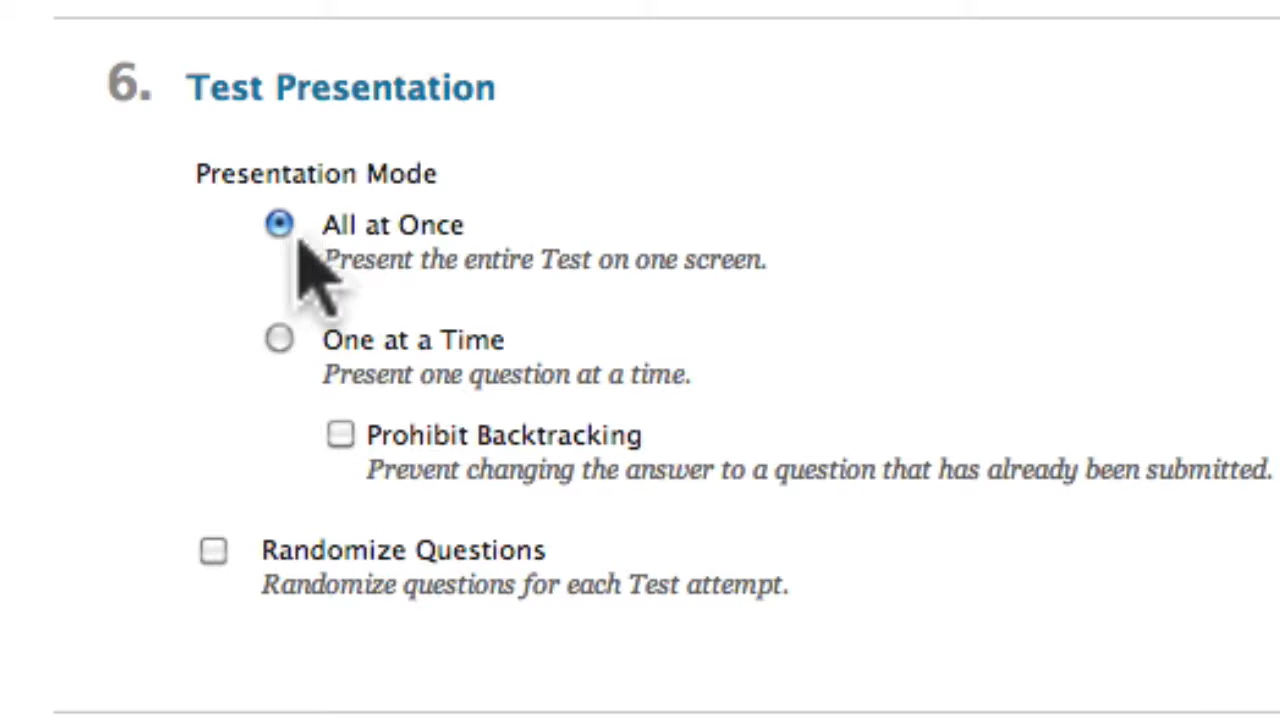 6. Test Presentation
Presentation Mode
All at Once
Present the entire Test on one screen.
One at a Time
Present one question at a time.
Prohibit Backtracking
Prevent changing the answer to a question that has already been submitted.
Randomize Questions
Randomize questions for each Test attempt.